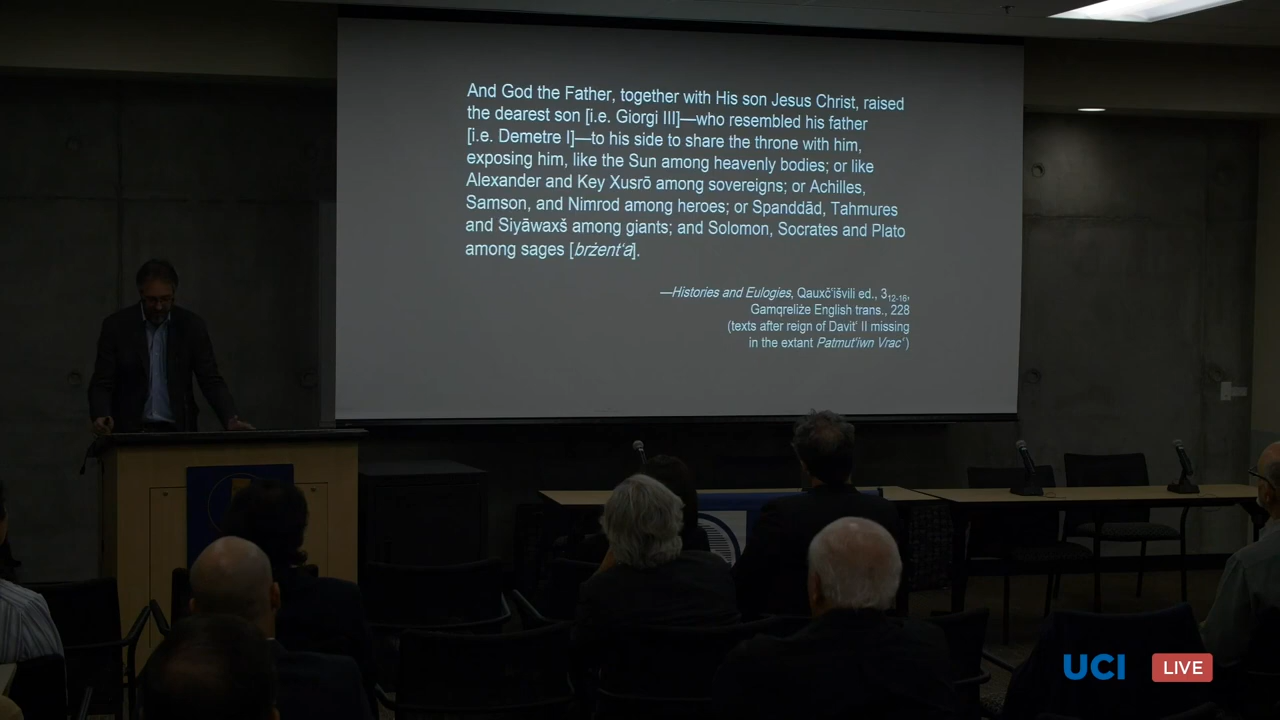 And God the Father, together with His son Jesus Christ, raised
the dearest son [i.e. Giorgi III]—who resembled his father
[i.e. Demetre I]—to his side to share the throne with him,
exposing him, like the Sun among heavenly bodies; or like
Alexander and Key Xusrō among sovereigns; or Achilles,
Samson, and Nimrod among heroes; or Spanddād, Tahmures
and Siyāwaxš among giants; and Solomon, Socrates and Plato
among sages [brżent‘a].
—Histories and Eulogies, Qauxč‘išvili ed., 3₁₂₋₁₆,
Gamqreliże English trans., 228
(texts after reign of Davit‘ II missing
in the extant Patmut‘iwn Vrac‘ )
UCI LIVE